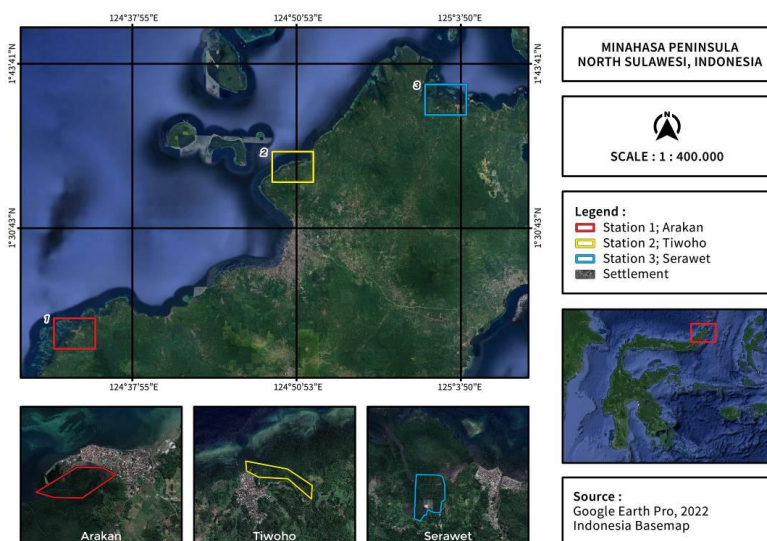 124°37'55"E 124°50'53"E 125°3'50"E
1°43'41"N 1°43'41"N
1°30'43"N 1°30'43"N
3
2
1
124°37'55"E 124°50'53"E 125°3'50"E
Arakan
Tiwoho
Serawet
MINAHASA PENINSULA
NORTH SULAWESI, INDONESIA
N
SCALE : 1 : 400.000
Legend :
Station 1; Arakan
Station 2; Tiwoho
Station 3; Serawet
Settlement
Source :
Google Earth Pro, 2022
Indonesia Basemap